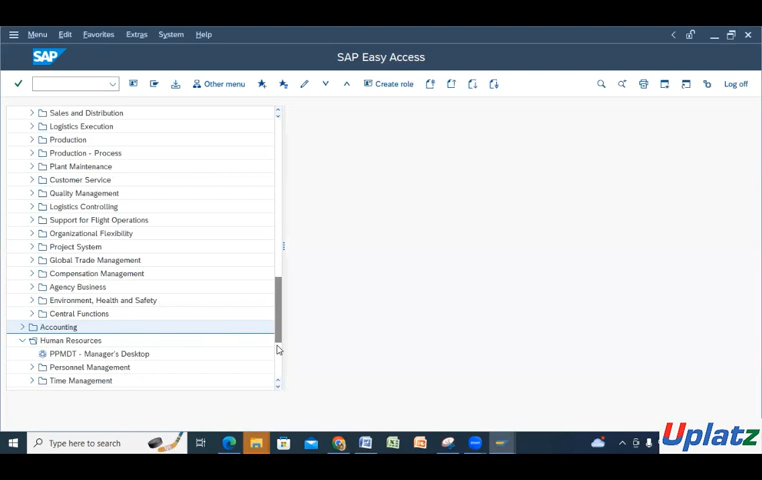 Menu Edit Favorites Extras System Help
SAP SAP Easy Access
Other menu Create role Log off
Sales and Distribution
Logistics Execution
Production
Production - Process
Plant Maintenance
Customer Service
Quality Management
Logistics Controlling
Support for Flight Operations
Organizational Flexibility
Project System
Global Trade Management
Compensation Management
Agency Business
Environment, Health and Safety
Central Functions
Accounting
Human Resources
PPMDT - Manager's Desktop
Personnel Management
Time Management
Type here to search
Uplatz